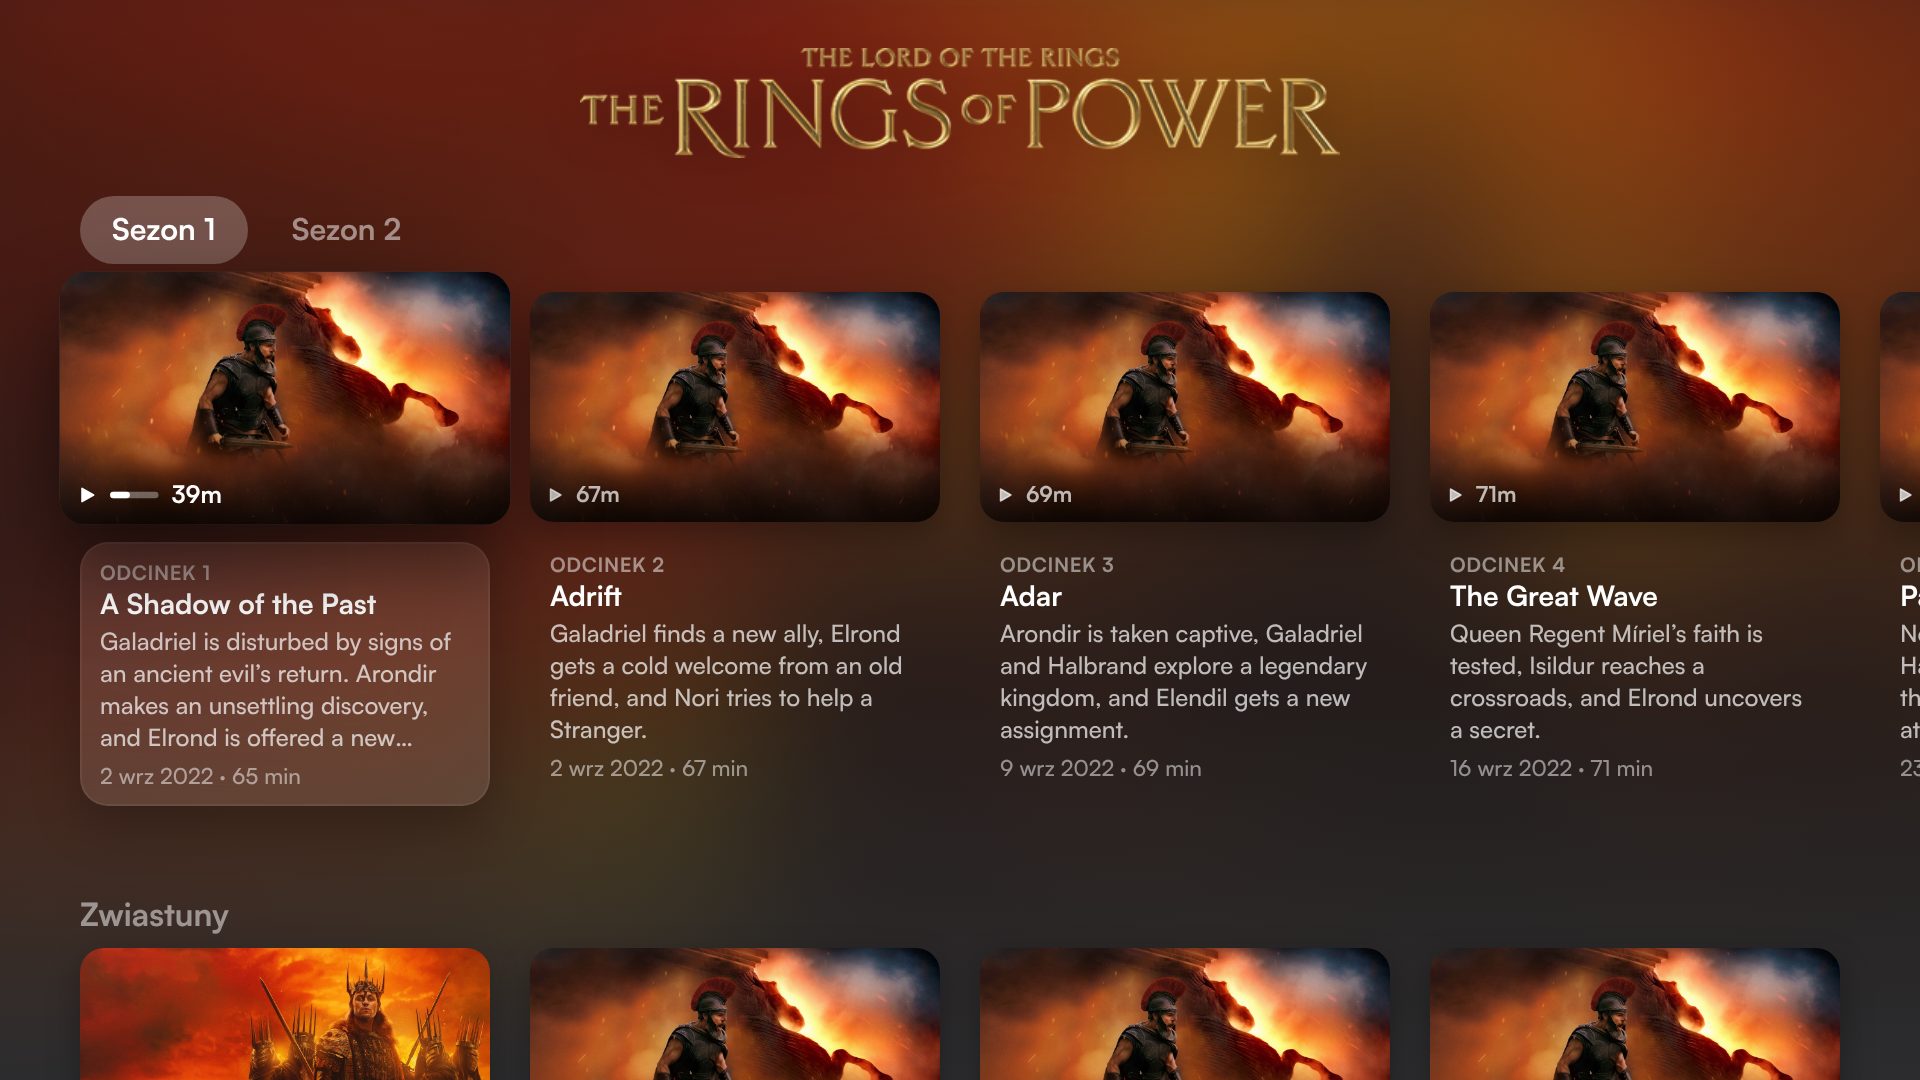 THE LORD OF THE RINGS
THE RINGS OF POWER
Sezon 1
Sezon 2
39m
67m
69m
71m
ODCINEK 1
A Shadow of the Past
Galadriel is disturbed by signs of
an ancient evil’s return. Arondir
makes an unsettling discovery,
and Elrond is offered a new...
2 wrz 2022 · 65 min
ODCINEK 2
Adrift
Galadriel finds a new ally, Elrond
gets a cold welcome from an old
friend, and Nori tries to help a
Stranger.
2 wrz 2022 · 67 min
ODCINEK 3
Adar
Arondir is taken captive, Galadriel
and Halbrand explore a legendary
kingdom, and Elendil gets a new
assignment.
9 wrz 2022 · 69 min
ODCINEK 4
The Great Wave
Queen Regent Míriel’s faith is
tested, Isildur reaches a
crossroads, and Elrond uncovers
a secret.
16 wrz 2022 · 71 min
23
Zwiastuny